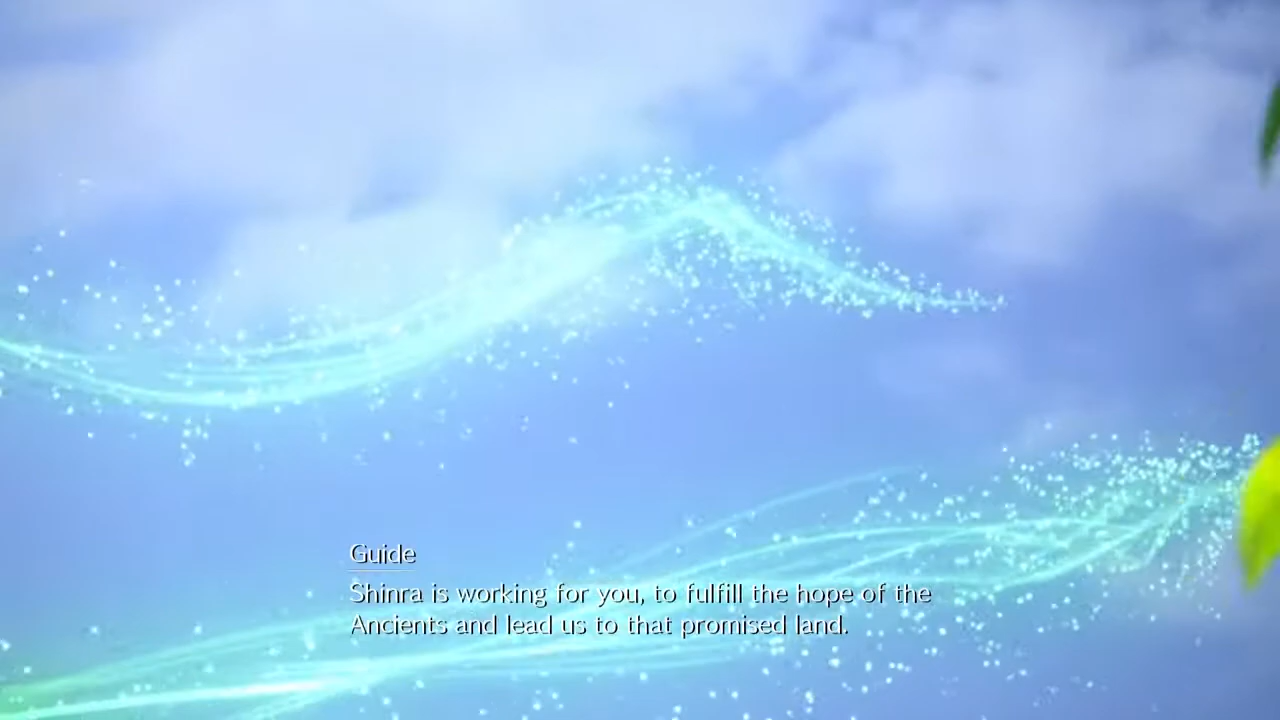 Guide
Shinra is working for you, to fulfill the hope of the
Ancients and lead us to that promised land.